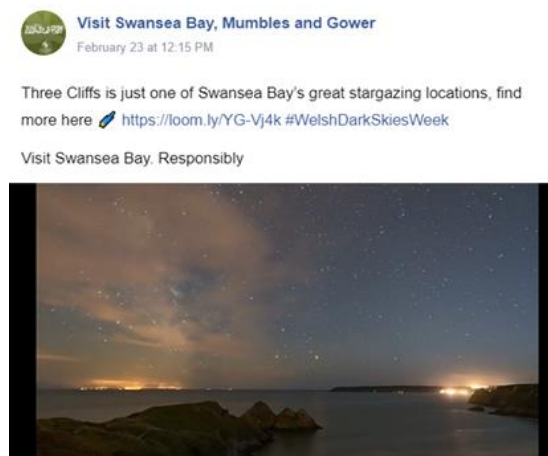 Visit Swansea Bay, Mumbles and Gower
February 23 at 12:15 PM
Three Cliffs is just one of Swansea Bay's great stargazing locations, find
more here https://loom.ly/YG-Vj4k #WelshDarkSkiesWeek
Visit Swansea Bay. Responsibly